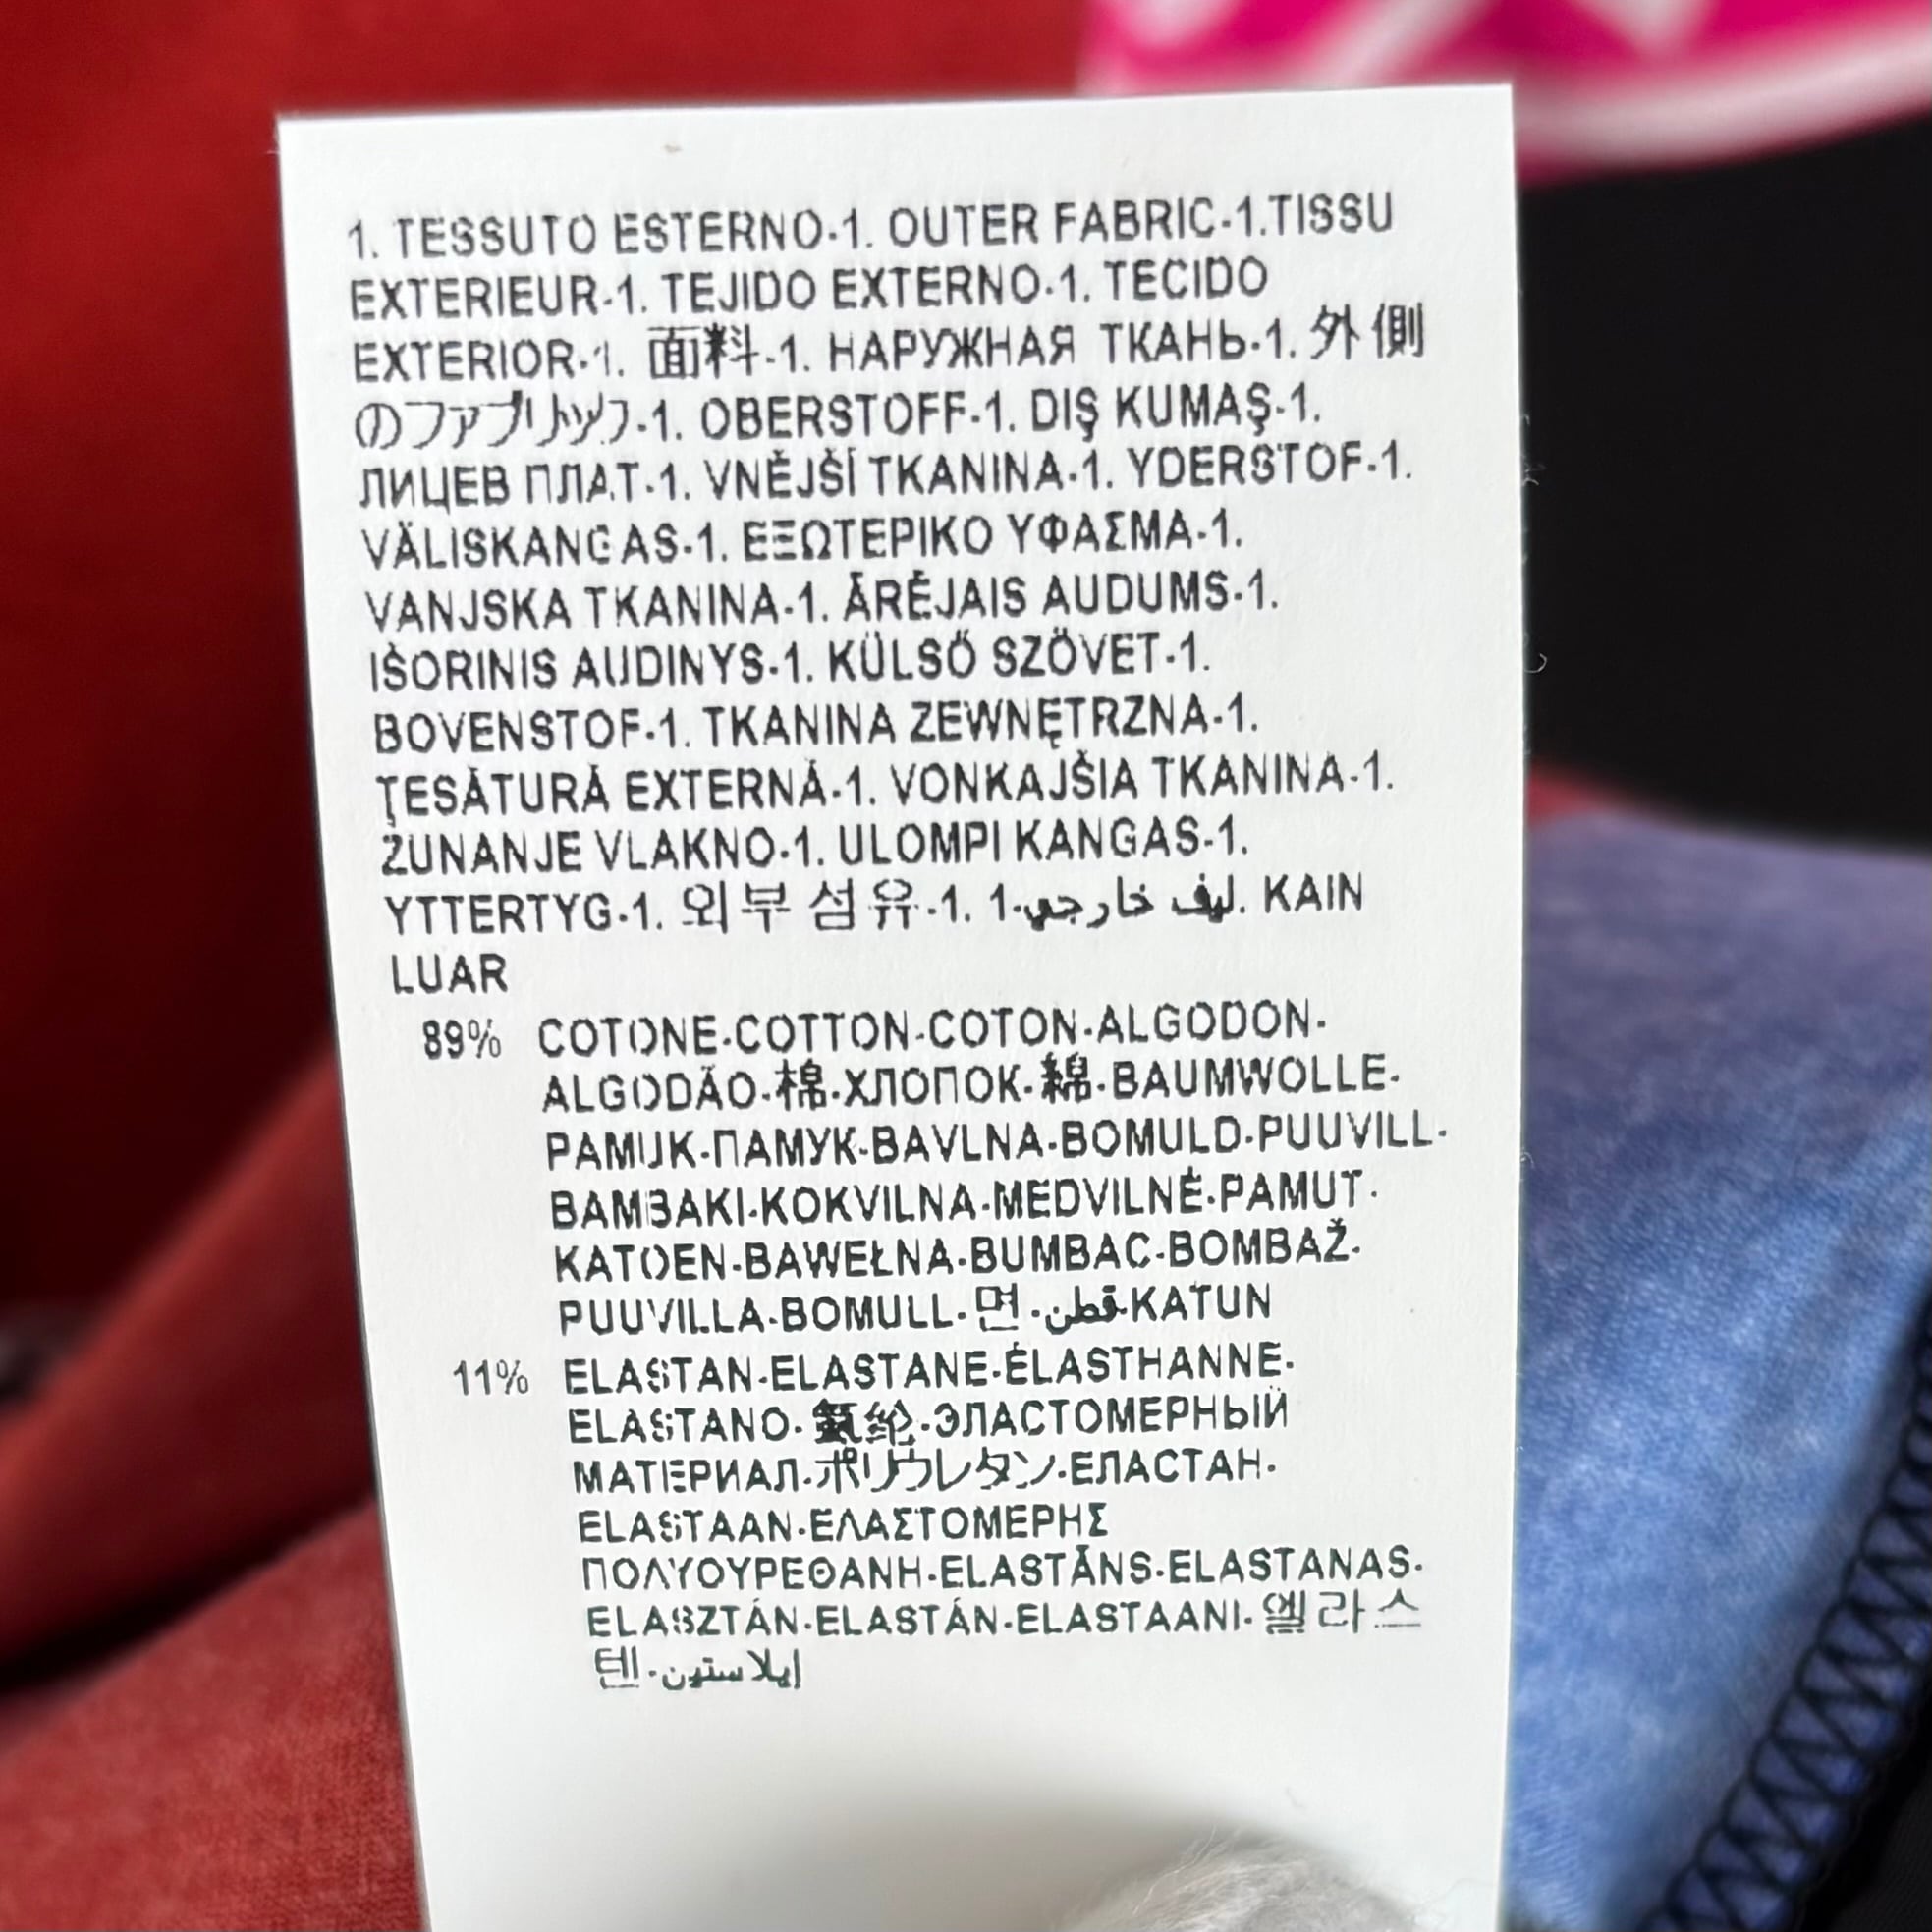 1. TESSUTO ESTERNO-1. OUTER FABRIC-1.TISSU
EXTERIEUR-1. TEJIDO EXTERNO-1. TECIDO
EXTERIOR-1. 面料-1. НАРУЖНАЯ ТКАНЬ-1. 外側
のファブリック-1. OBERSTOFF-1. DIŞ KUMAŞ-1.
ЛИЦЕВ ПЛАТ-1. VNĚJŠÍ TKANINA-1. YDERSTOF-1.
VÄLISKANGAS-1. ΕΞΩΤΕΡΙΚΟ ΥΦΑΣΜΑ-1.
VANJSKA TKANINA-1. ĀRĒJAIS AUDUMS-1.
IŠORINIS AUDINYS-1. KÜLSŐ SZÖVET-1.
BOVENSTOF-1. TKANINA ZEWNĘTRZNA-1.
ŢESĂTURĂ EXTERNĂ-1. VONKAJŠIA TKANINA-1.
ZUNANJE VLAKNO-1. ULOMPI KANGAS-1.
YTTERTYG-1. 외부 섬유-1. ليف خارجي-1. KAIN
LUAR
89% COTONE-COTTON-COTON-ALGODON-
ALGODÃO-棉-ХЛОПОК-綿-BAUMWOLLE-
PAMUK-ПАМУК-BAVLNA-BOMULD-PUUVILL-
BAMBAKI-KOKVILNA-MEDVILNĖ-PAMUT-
KATOEN-BAWEŁNA-BUMBAC-BOMBAŽ-
PUUVILLA-BOMULL-면-قطن-KATUN
11% ELASTAN-ELASTANE-ÉLASTHANNE-
ELASTANO-氨纶-ЭЛАСТОМЕРНЫЙ
МАТЕРИАЛ-ポリウレタン-ЕЛАСТАН-
ELASTAAN-ΕΛΑΣΤΟΜΕΡΗΣ
ΠΟΛΥΟΥΡΕΘΑΝΗ-ELASTĀNS-ELASTANAS-
ELASZTÁN-ELASTÁN-ELASTAANI-엘라스
텐-إيلاستين